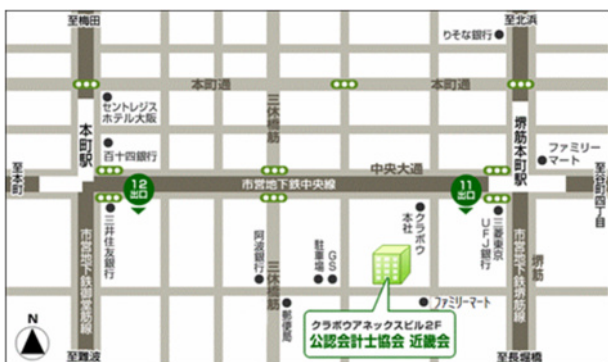 至梅田
至北浜
りそな銀行
本町通
本町通
三休橋筋
セントレジス
ホテル大阪
本町駅
百十四銀行
堺筋本町駅
ファミリー
マート
中央大通
至本町
12
出口
市営地下鉄中央線
11
出口
至谷町四丁目
三井住友銀行
市営地下鉄御堂筋線
阿波銀行
三休橋筋
駐車場
GS
クラボウ
本社
三菱東京
UFJ銀行
市営地下鉄堺筋線
堺筋
郵便局
ファミリーマート
クラボウアネックスビル2F
公認会計士協会 近畿会
N
至難波
至長堀橋